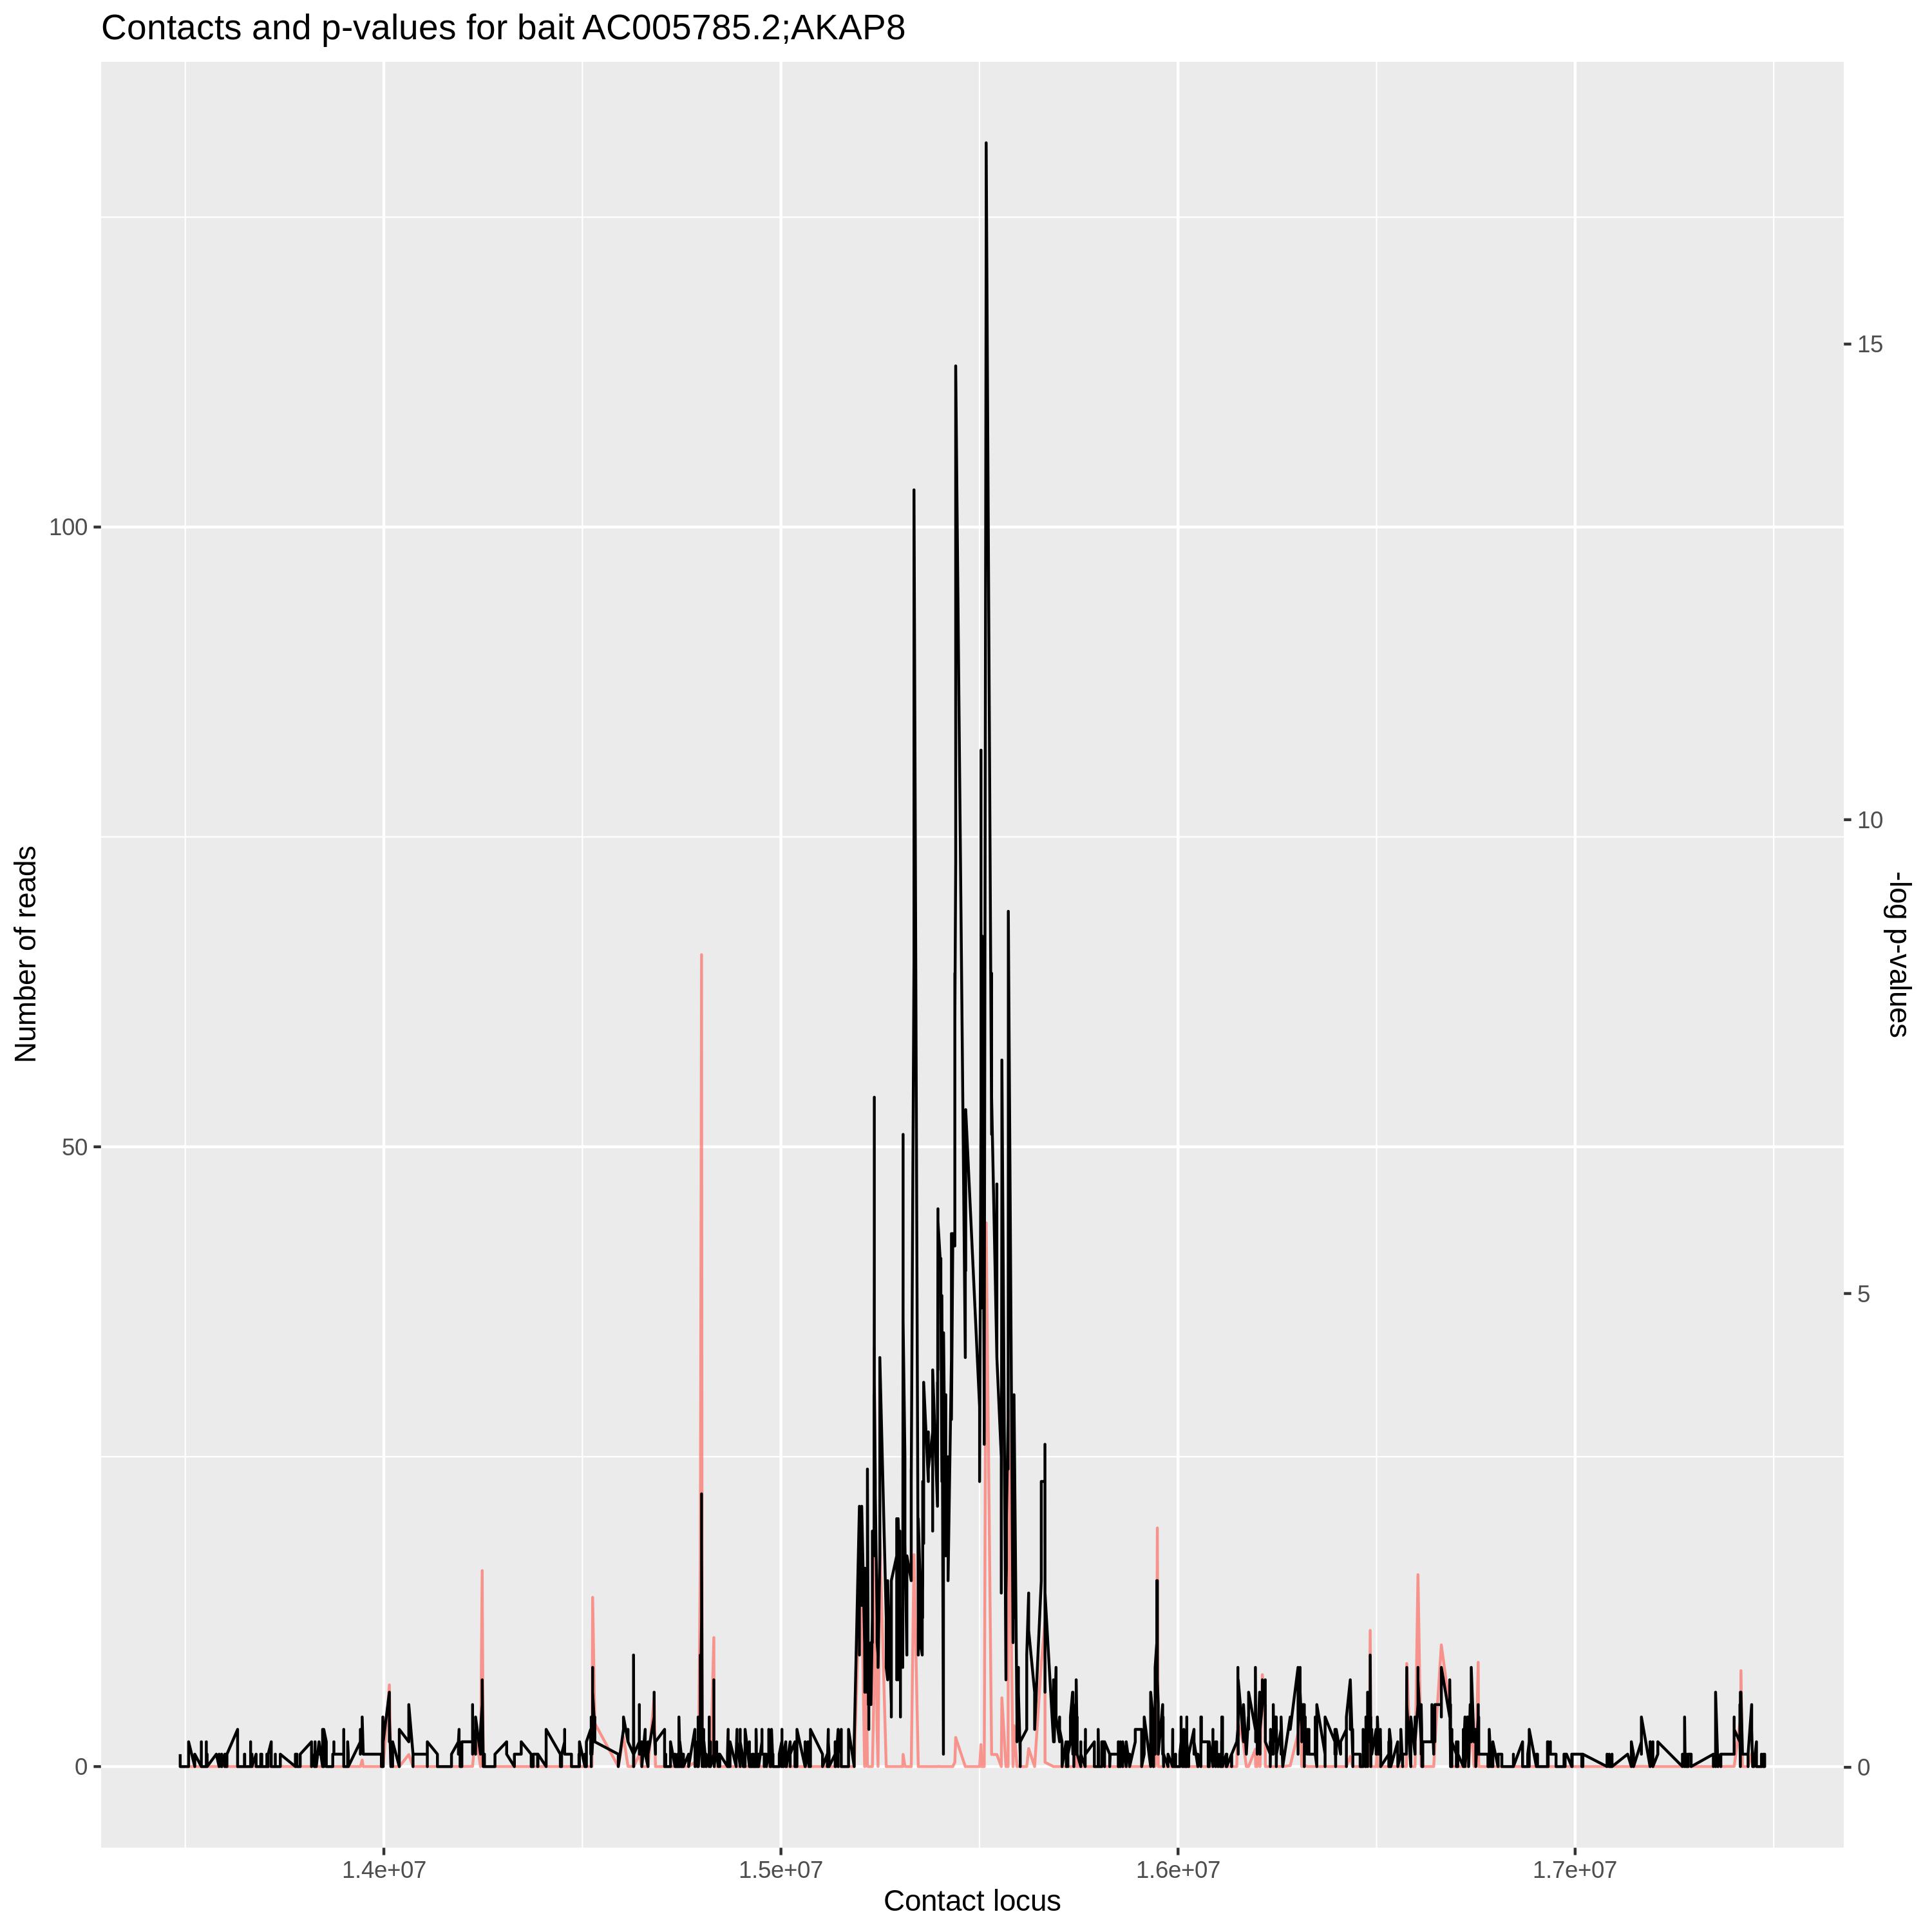 Contacts and p-values for bait AC005785.2;AKAP8
Number of reads
100
50
0
15
10
5
0
-log p-values
1.4e+07
1.5e+07
1.6e+07
1.7e+07
Contact locus